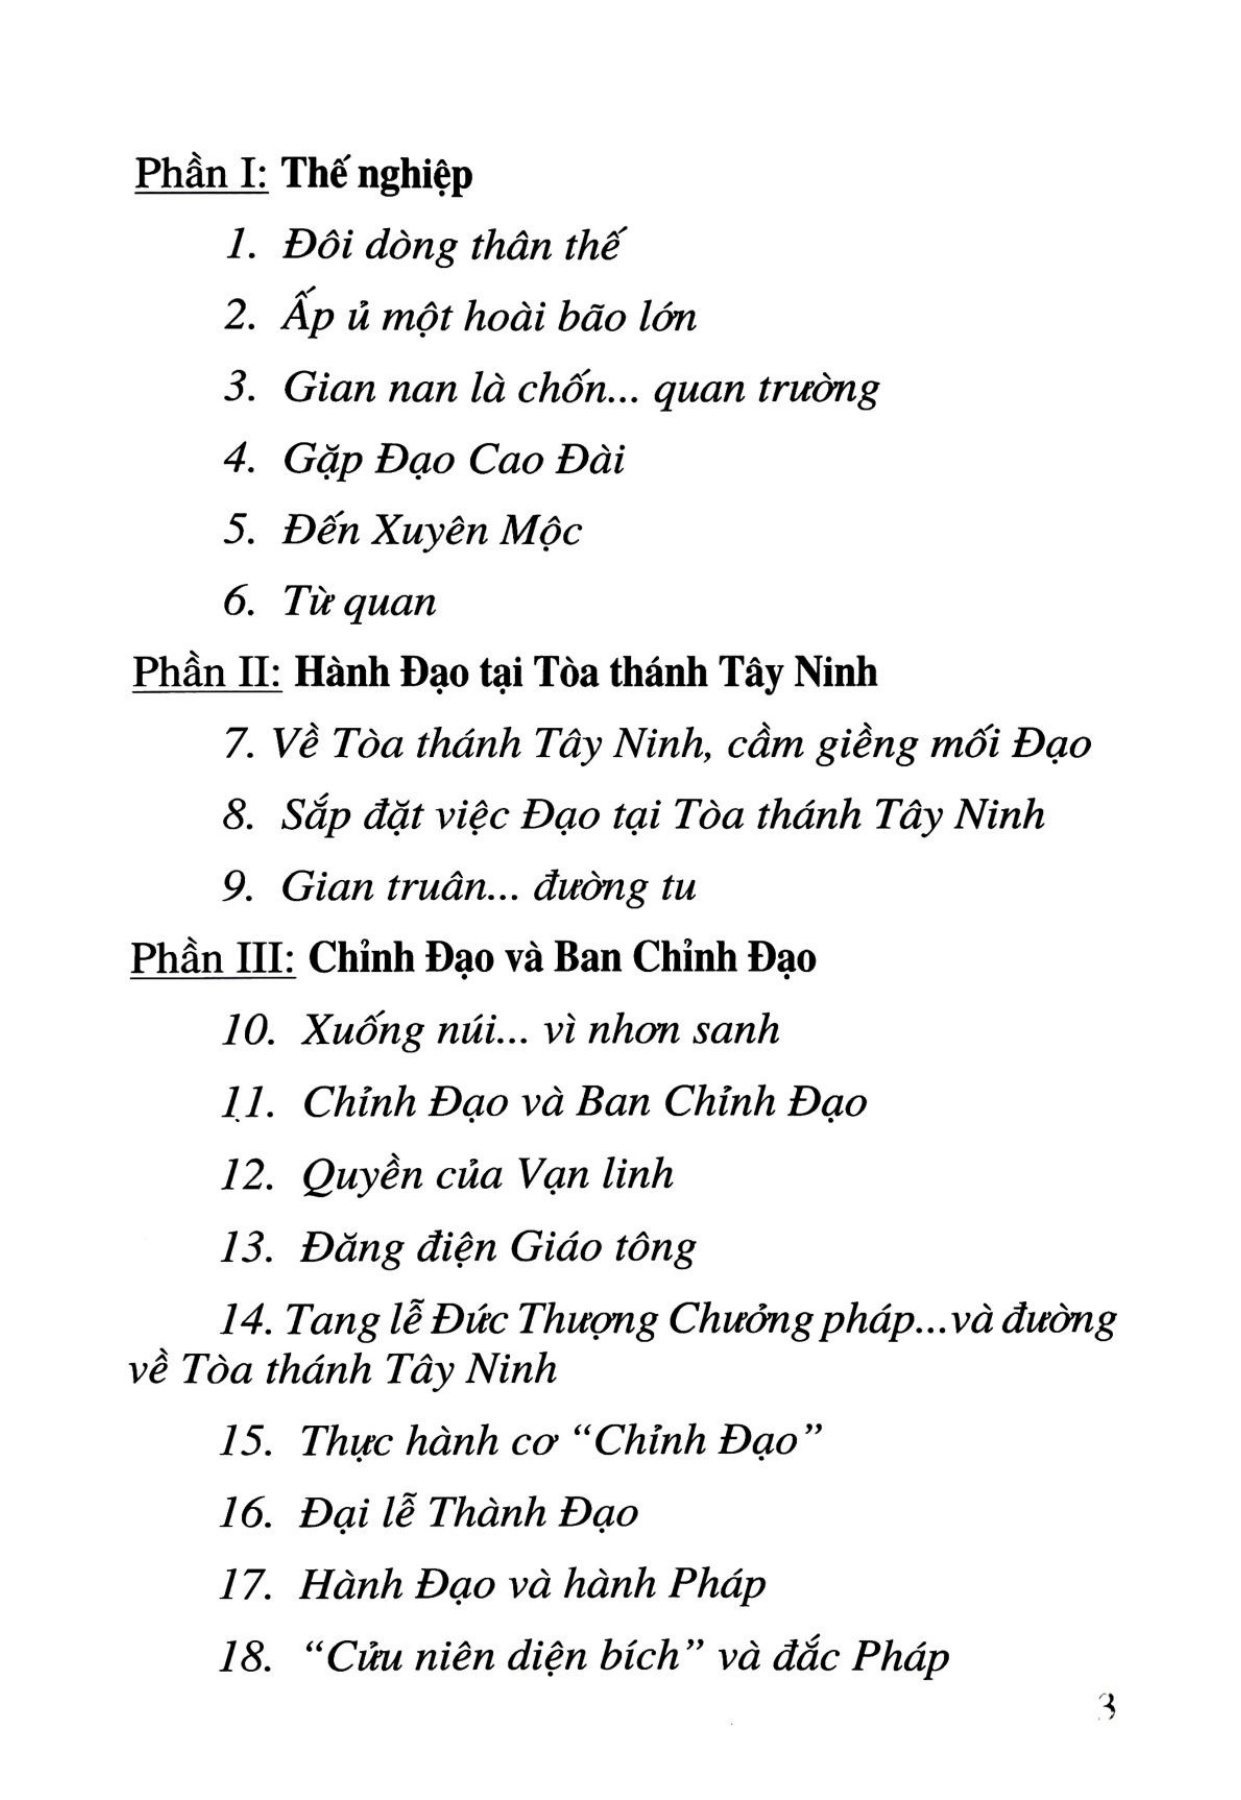 Phần I: Thế nghiệp
1. Đôi dòng thân thế
2. Ấp ủ một hoài bão lớn
3. Gian nan là chốn... quan trường
4. Gặp Đạo Cao Đài
5. Đến Xuyên Mộc
6. Từ quan
Phần II: Hành Đạo tại Tòa thánh Tây Ninh
7. Về Tòa thánh Tây Ninh, cầm giềng mối Đạo
8. Sắp đặt việc Đạo tại Tòa thánh Tây Ninh
9. Gian truân... đường tu
Phần III: Chỉnh Đạo và Ban Chỉnh Đạo
10. Xuống núi... vì nhơn sanh
11. Chỉnh Đạo và Ban Chỉnh Đạo
12. Quyền của Vạn linh
13. Đăng điện Giáo tông
14. Tang lễ Đức Thượng Chưởng pháp...và đường
về Tòa thánh Tây Ninh
15. Thực hành cơ “Chỉnh Đạo”
16. Đại lễ Thành Đạo
17. Hành Đạo và hành Pháp
18. “Cửu niên diện bích” và đắc Pháp
3